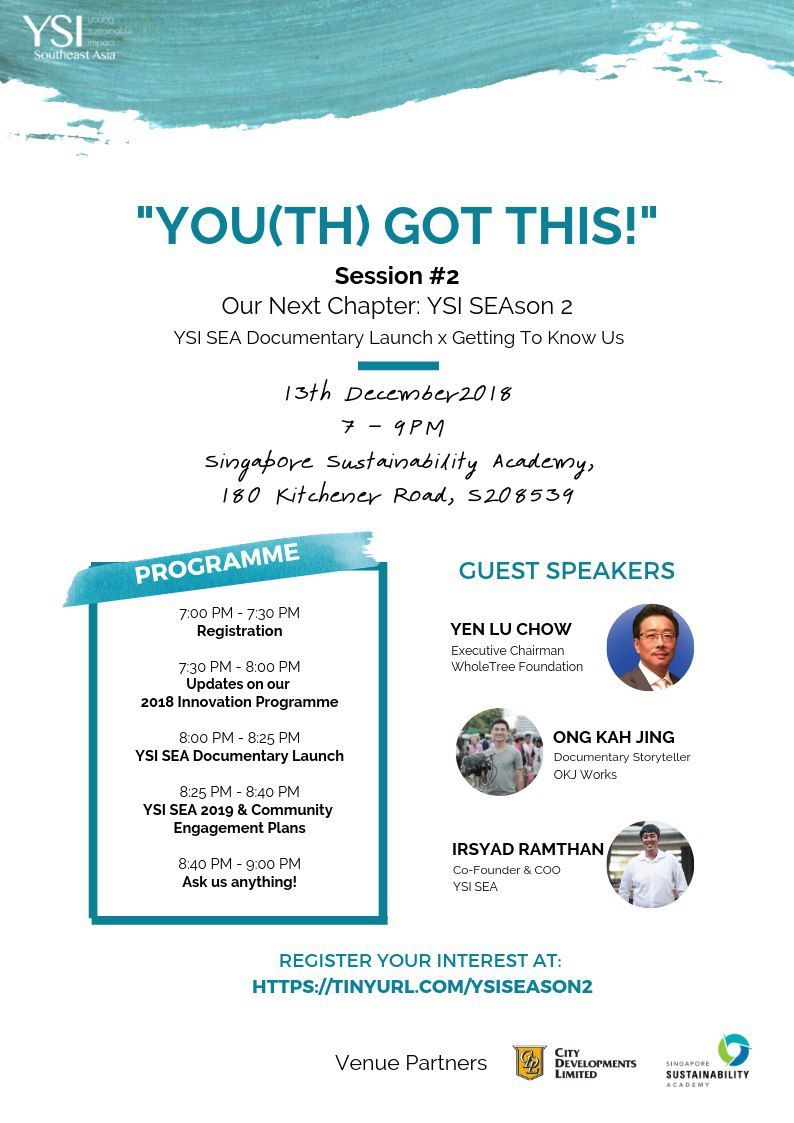 YSI young
sustainable
impact
Southeast Asia
"YOU(TH) GOT THIS!"
Session #2
Our Next Chapter: YSI SEAson 2
YSI SEA Documentary Launch x Getting To Know Us
13th December2018
7 - 9PM
Singapore Sustainability Academy,
180 Kitchener Road, S208539
PROGRAMME
7:00 PM - 7:30 PM
Registration
7:30 PM - 8:00 PM
Updates on our
2018 Innovation Programme
8:00 PM - 8:25 PM
YSI SEA Documentary Launch
8:25 PM - 8:40 PM
YSI SEA 2019 & Community
Engagement Plans
8:40 PM - 9:00 PM
Ask us anything!
GUEST SPEAKERS
YEN LU CHOW
Executive Chairman
WholeTree Foundation
ONG KAH JING
Documentary Storyteller
OKJ Works
IRSYAD RAMTHAN
Co-Founder & COO
YSI SEA
REGISTER YOUR INTEREST AT:
HTTPS://TINYURL.COM/YSISEASON2
Venue Partners
CDL
CITY
DEVELOPMENTS
LIMITED
SINGAPORE
SUSTAINABILITY
ACADEMY